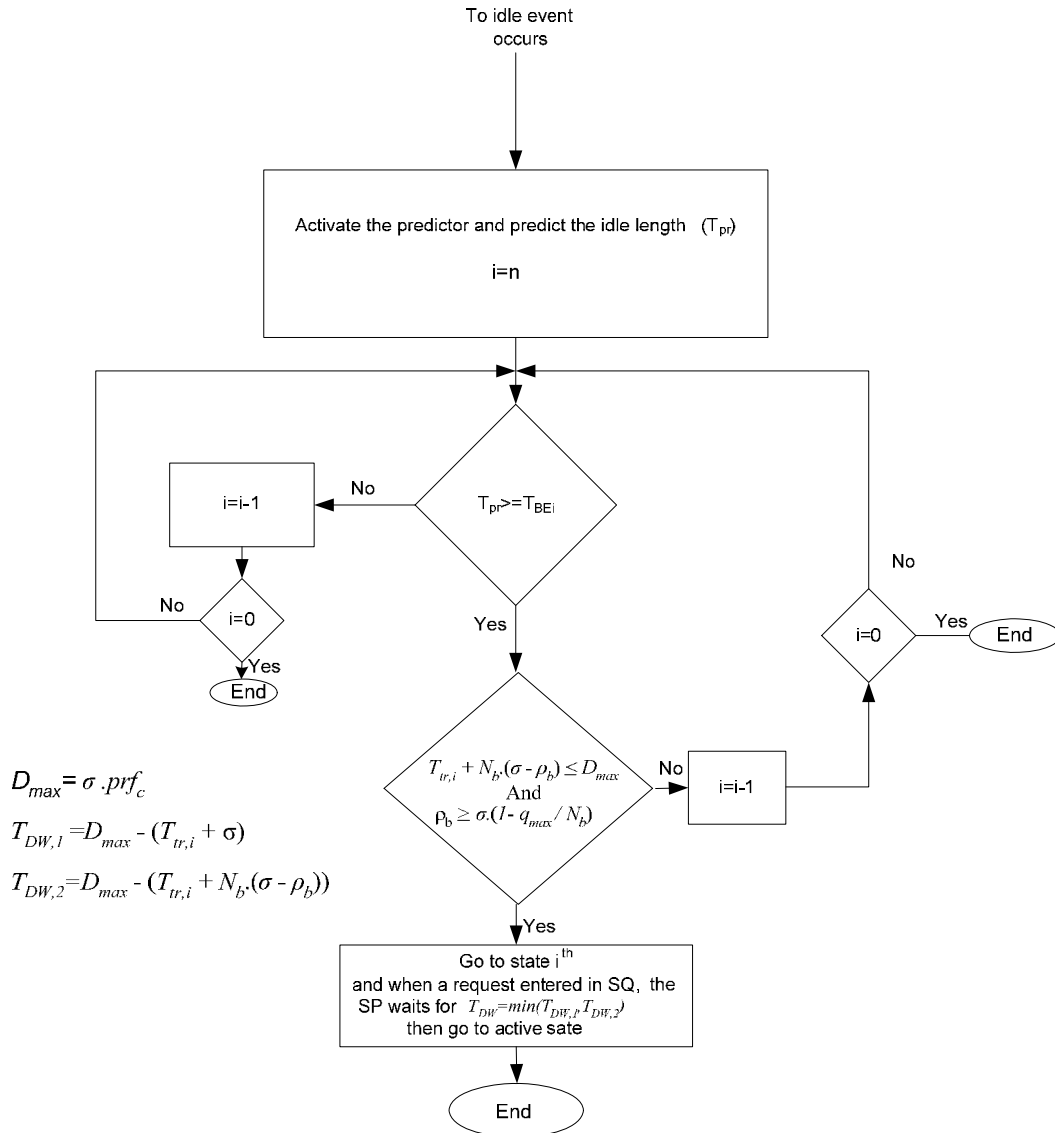 To idle event
occurs
Activate the predictor and predict the idle length (Tpr)
i=n
Tpr>=TBEi
No
i=i-1
No
i=0
Yes
End
Yes
No
i=0
Yes
End
Ttr,i + Nb.(σ - ρb) ≤ Dmax
And
ρb ≥ σ.(1- qmax / Nb)
No
i=i-1
Dmax= σ .prfc
TDW,1 =Dmax - (Ttr,i + σ)
TDW,2=Dmax - (Ttr,i + Nb.(σ - ρb))
Yes
Go to state i th
and when a request entered in SQ, the
SP waits for TDW=min(TDW,1,TDW,2)
then go to active sate
End